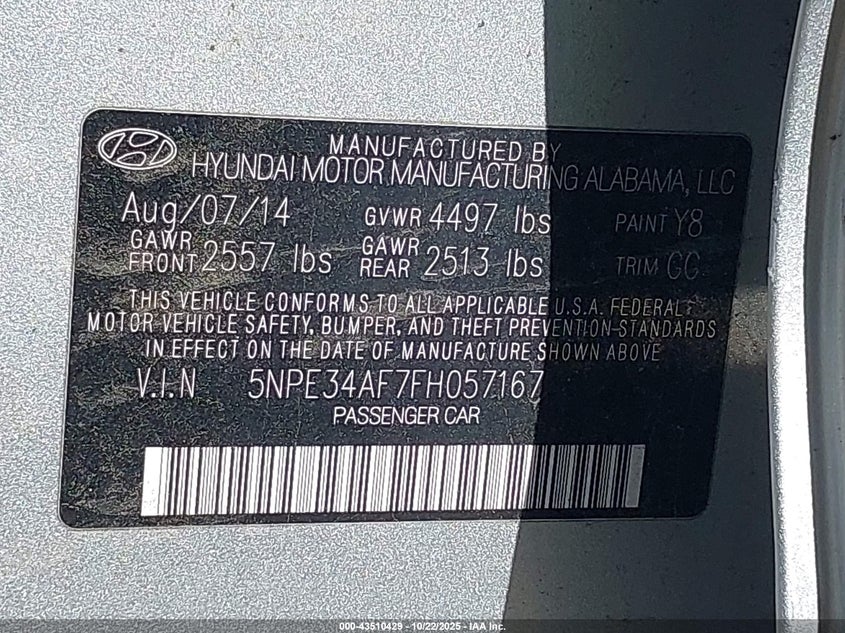 MANUFACTURED BY
HYUNDAI MOTOR MANUFACTURING ALABAMA, LLC
Aug/07/14 GVWR 4497 lbs PAINT Y8
GAWR FRONT 2557 lbs GAWR REAR 2513 lbs TRIM CC
THIS VEHICLE CONFORMS TO ALL APPLICABLE U.S.A. FEDERAL
MOTOR VEHICLE SAFETY, BUMPER, AND THEFT PREVENTION STANDARDS
IN EFFECT ON THE DATE OF MANUFACTURE SHOWN ABOVE
V.I.N 5NPE34AF7FH057167
PASSENGER CAR
000-43510429 - 10/22/2025 - IAA Inc.